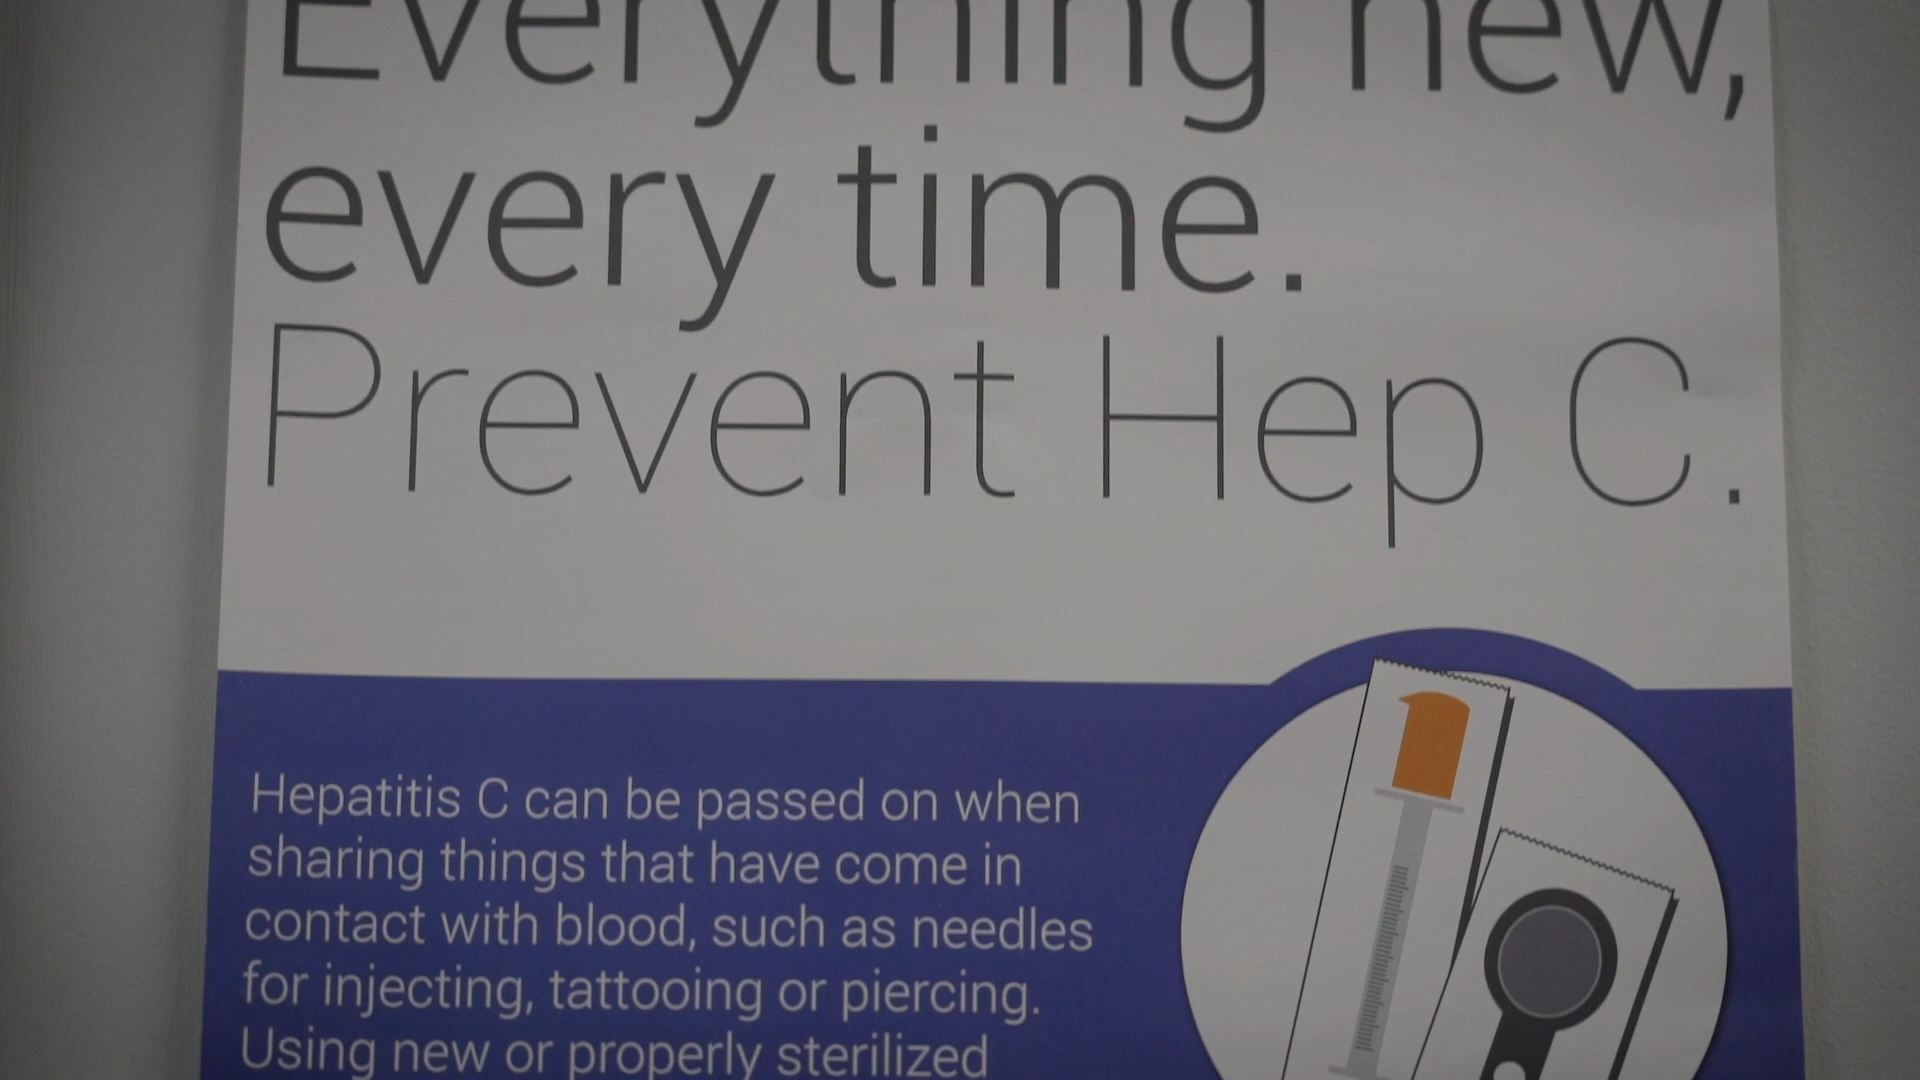 Everything new,
every time.
Prevent Hep C.
Hepatitis C can be passed on when
sharing things that have come in
contact with blood, such as needles
for injecting, tattooing or piercing.
Using new or properly sterilized